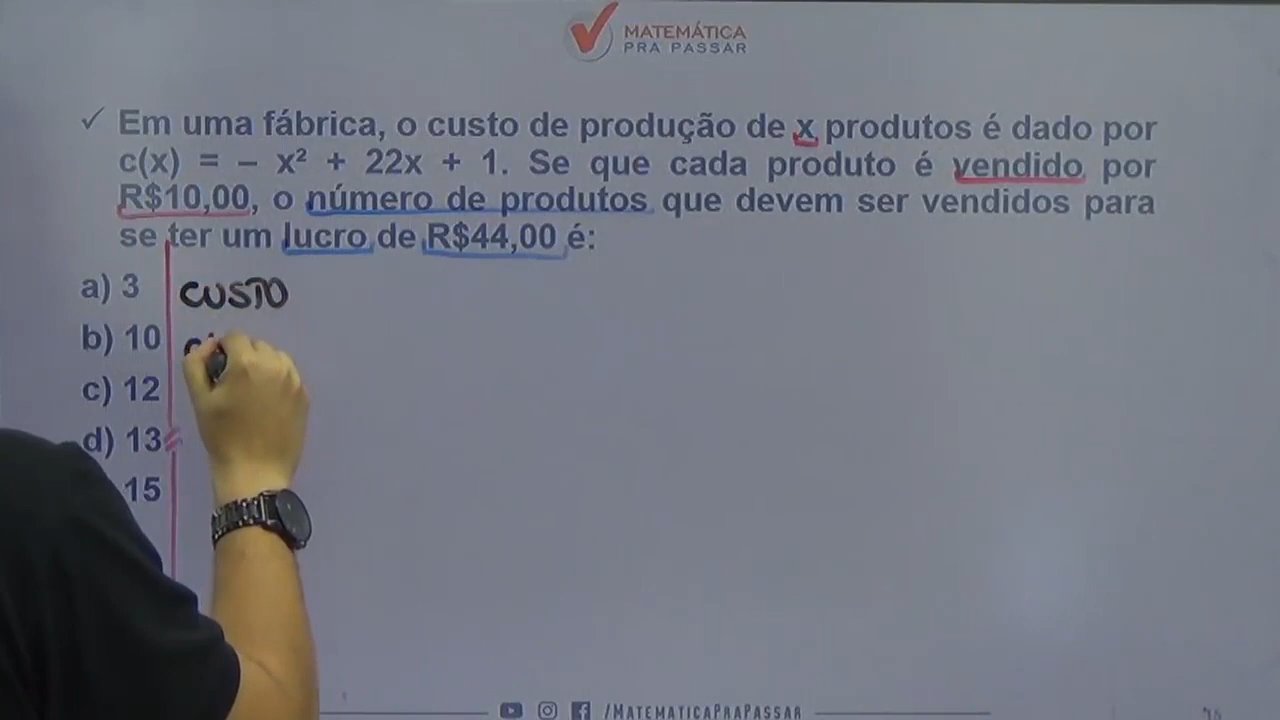 MATEMÁTICA
PRA PASSAR
✓ Em uma fábrica, o custo de produção de x produtos é dado por
c(x) = – x² + 22x + 1. Se que cada produto é vendido por
R$10,00, o número de produtos que devem ser vendidos para
se ter um lucro de R$44,00 é:
a) 3
CUSTO
b) 10
c) 12
d) 13
15
/MATEMATICAPRAPASSAR